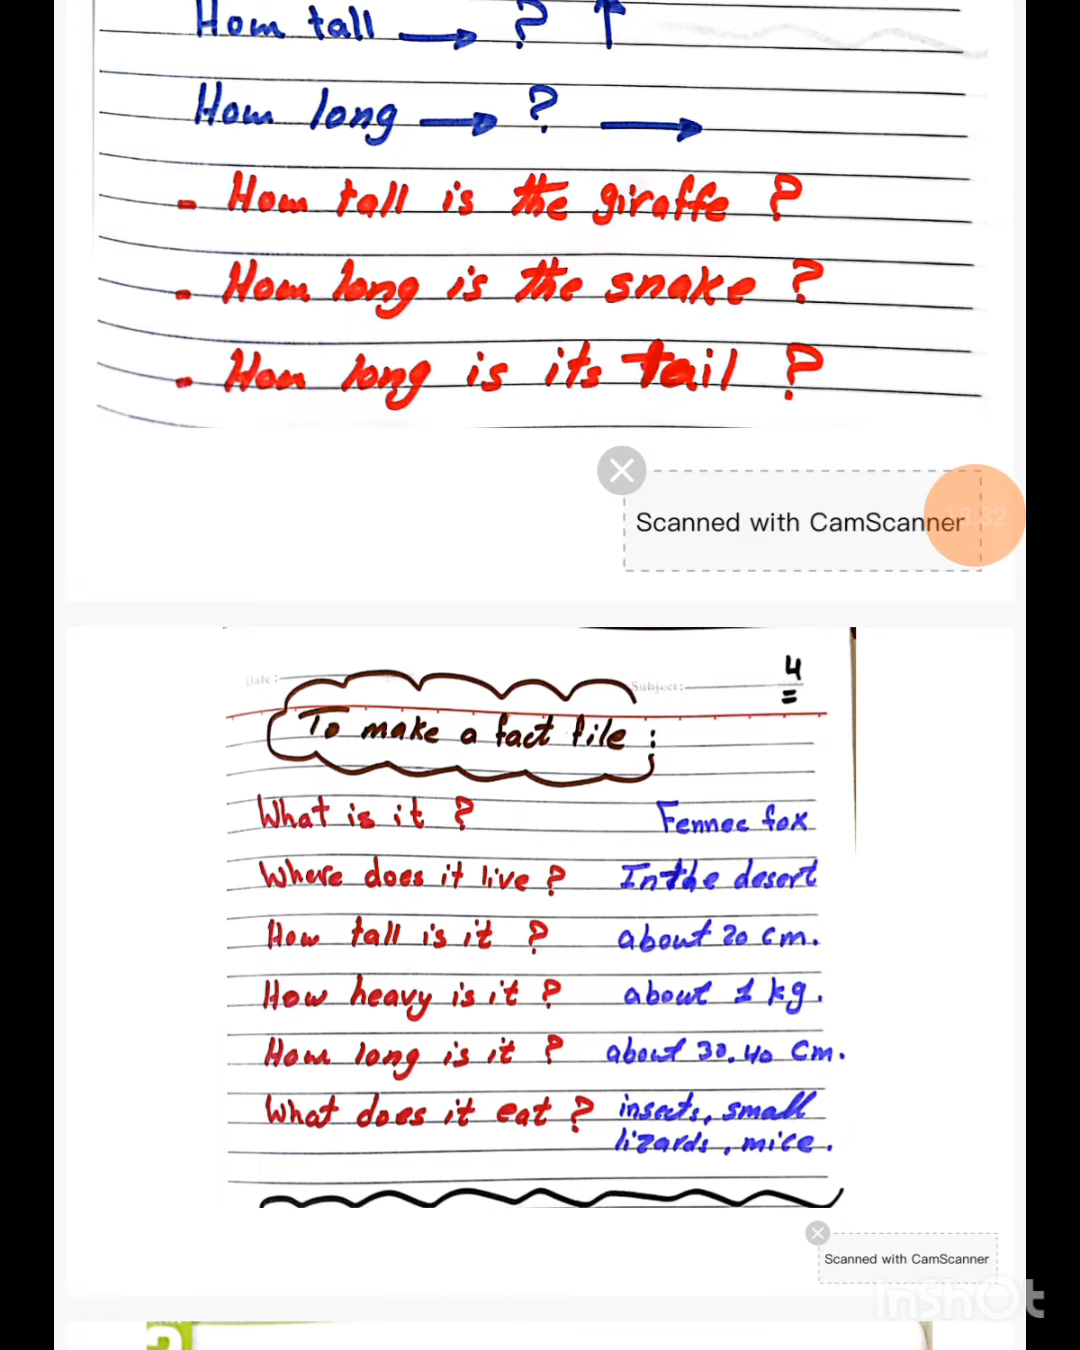 How tall → ? ↑
How long → ? →
- How tall is the giraffe ?
- How long is the snake ?
- How long is its tail ?
Scanned with CamScanner
Date:
Subject:
4
To make a fact file :
What is it ? Fennec fox
Where does it live ? In the desert
How tall is it ? about 20 cm.
How heavy is it ? about 1 kg.
How long is it ? about 30.40 Cm.
What does it eat ? insects, small
lizards, mice.
Scanned with CamScanner
InShOt